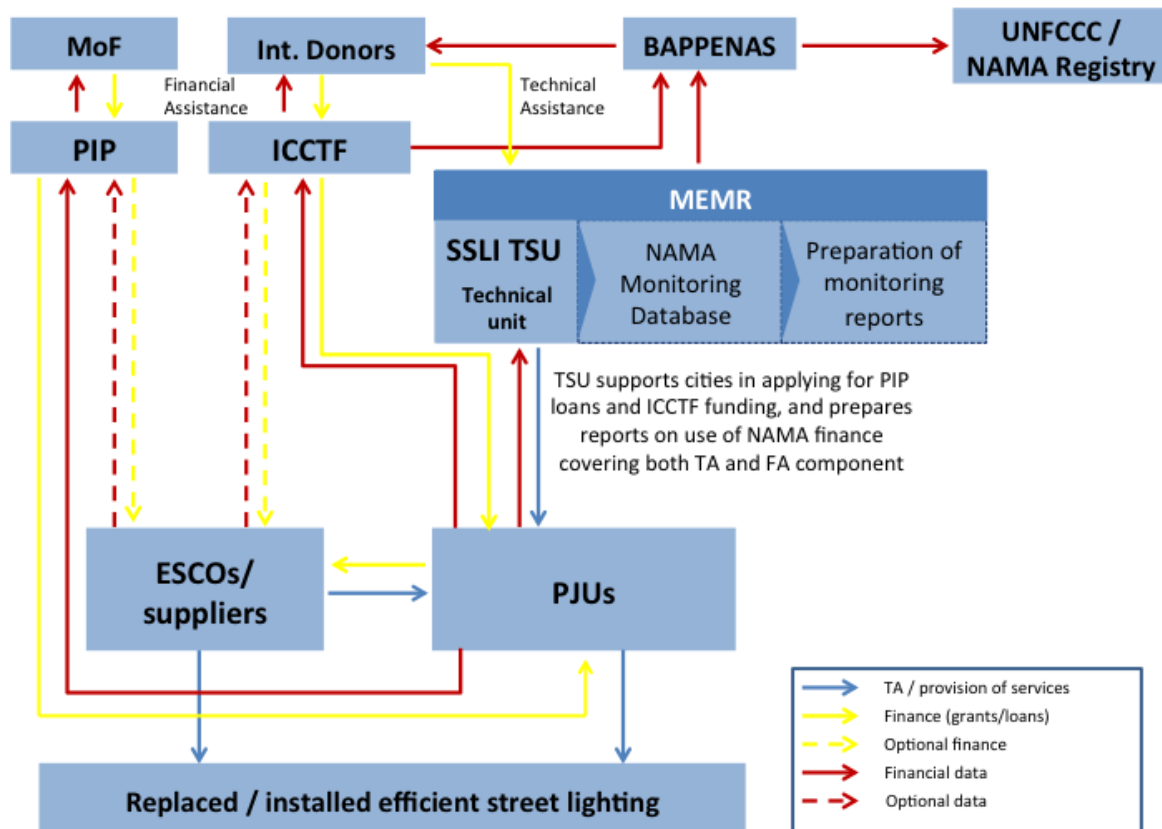 MoF
Int. Donors
BAPPENAS
UNFCCC /
NAMA Registry
Financial
Assistance
Technical
Assistance
PIP
ICCTF
MEMR
SSLI TSU
Technical
unit
NAMA
Monitoring
Database
Preparation of
monitoring
reports
TSU supports cities in applying for PIP
loans and ICCTF funding, and prepares
reports on use of NAMA finance
covering both TA and FA component
ESCOs/
suppliers
PJUs
TA / provision of services
Finance (grants/loans)
Optional finance
Financial data
Optional data
Replaced / installed efficient street lighting